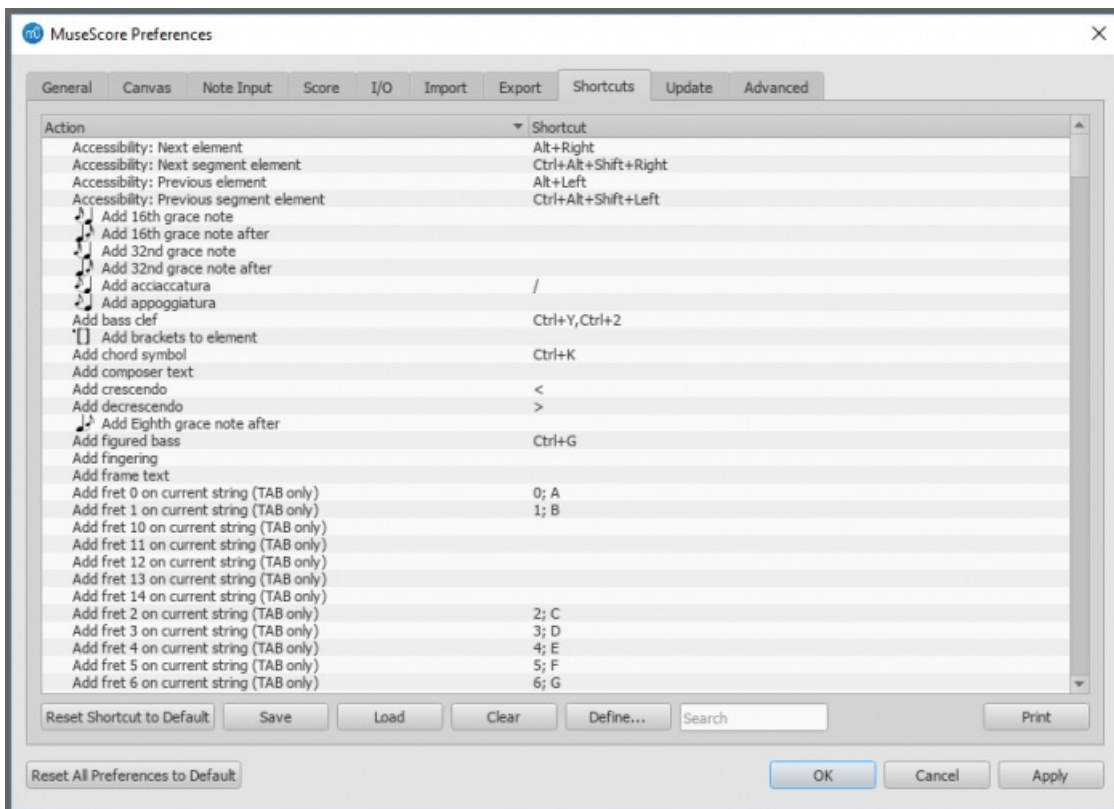 MuseScore Preferences
General Canvas Note Input Score I/O Import Export Shortcuts Update Advanced
Action Shortcut
Accessibility: Next element Alt+Right
Accessibility: Next segment element Ctrl+Alt+Shift+Right
Accessibility: Previous element Alt+Left
Accessibility: Previous segment element Ctrl+Alt+Shift+Left
Add 16th grace note
Add 16th grace note after
Add 32nd grace note
Add 32nd grace note after
Add acciaccatura /
Add appoggiatura
Add bass clef Ctrl+Y,Ctrl+2
Add brackets to element
Add chord symbol Ctrl+K
Add composer text
Add crescendo <
Add decrescendo >
Add Eighth grace note after
Add figured bass Ctrl+G
Add fingering
Add frame text
Add fret 0 on current string (TAB only) 0; A
Add fret 1 on current string (TAB only) 1; B
Add fret 10 on current string (TAB only)
Add fret 11 on current string (TAB only)
Add fret 12 on current string (TAB only)
Add fret 13 on current string (TAB only)
Add fret 14 on current string (TAB only)
Add fret 2 on current string (TAB only) 2; C
Add fret 3 on current string (TAB only) 3; D
Add fret 4 on current string (TAB only) 4; E
Add fret 5 on current string (TAB only) 5; F
Add fret 6 on current string (TAB only) 6; G
Reset Shortcut to Default Save Load Clear Define... Search Print
Reset All Preferences to Default OK Cancel Apply